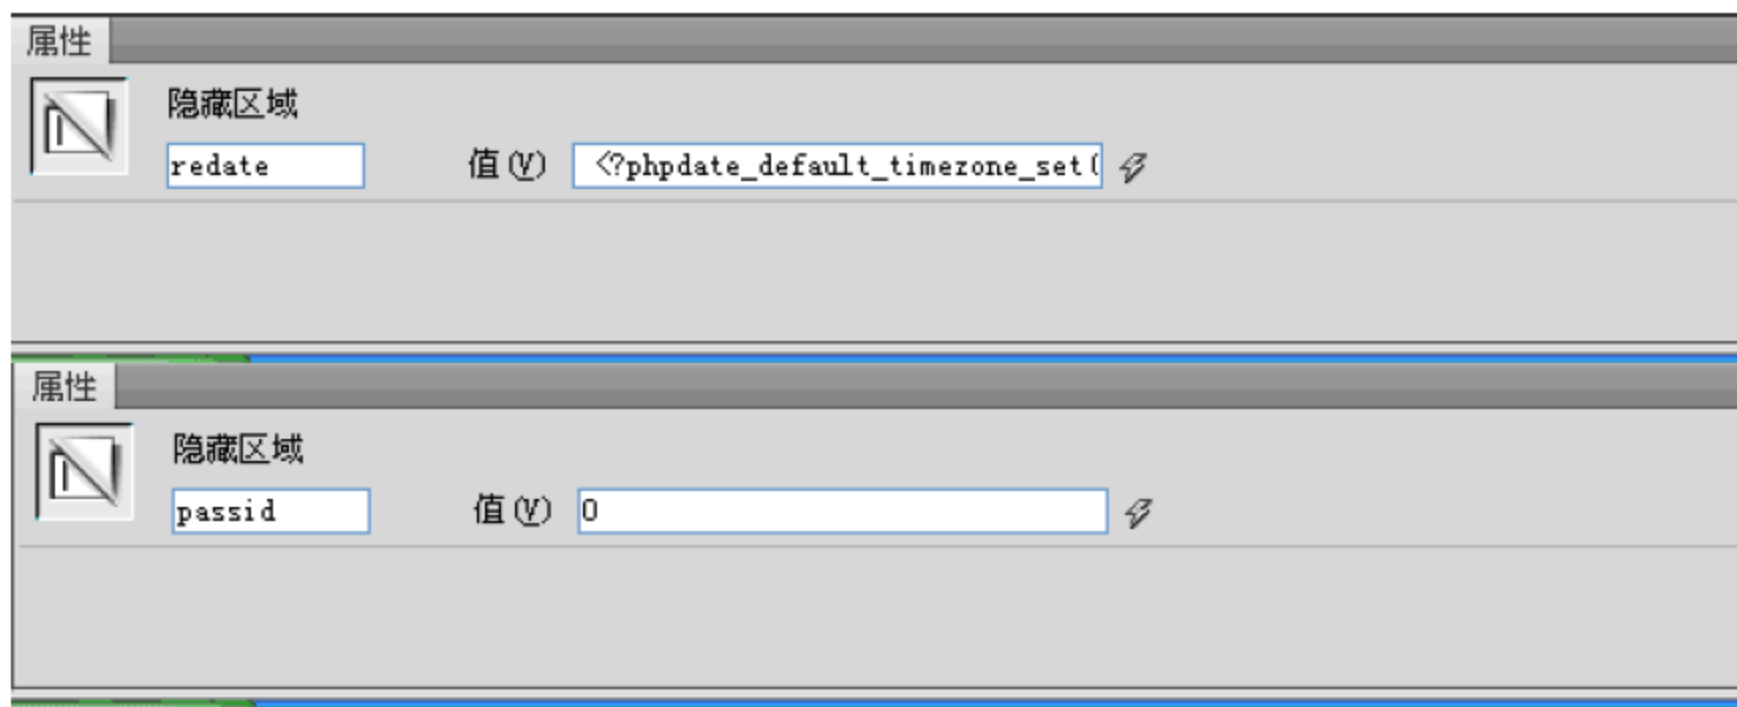 属性
隐藏区域
redate 值(V) <?phpdate_default_timezone_set(
属性
隐藏区域
passid 值(V) 0